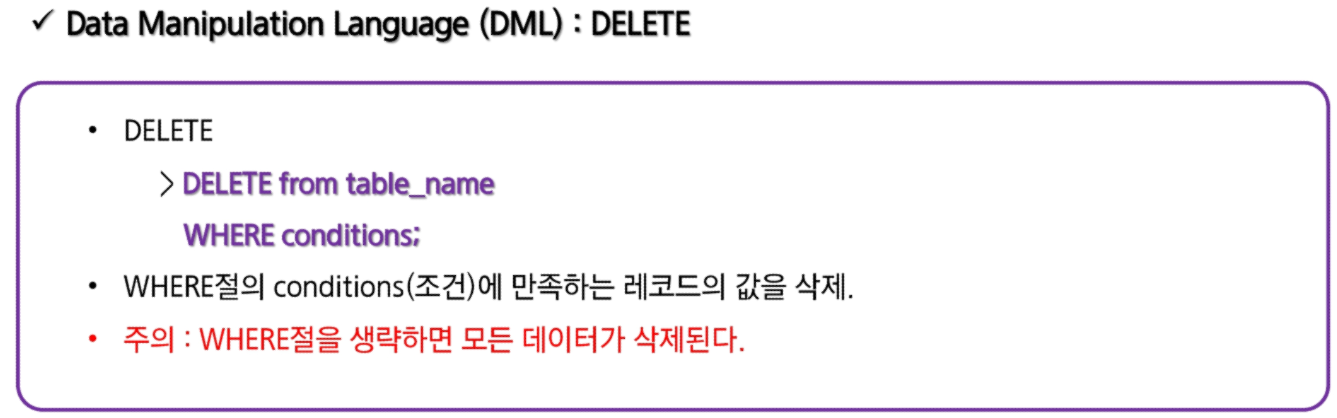 ✓ Data Manipulation Language (DML) : DELETE
• DELETE
> DELETE from table_name
WHERE conditions;
• WHERE절의 conditions(조건)에 만족하는 레코드의 값을 삭제.
• 주의 : WHERE절을 생략하면 모든 데이터가 삭제된다.